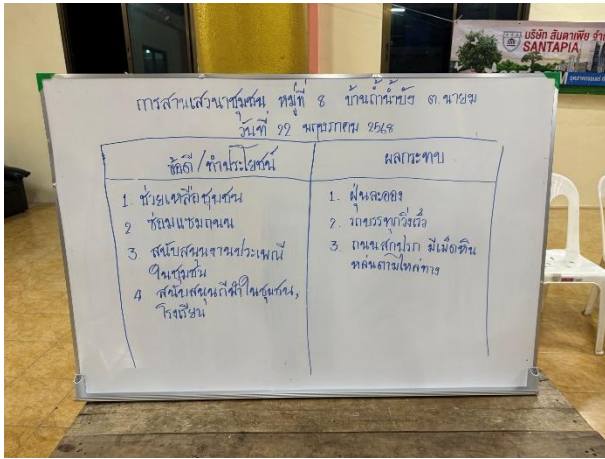 บริษัท สันตาเพีย จำ
SANTAPIA
การสานเสวนาชุมชน หมู่ที่ 8 บ้านถ้ำน้ำบัง ต.นายม
วันที่ 22 พฤษภาคม 2568
ข้อดี/ทำประโยชน์
1. ช่วยเหลือชุมชน
2 ซ่อมแซมถนน
3. สนับสนุนงานประเพณี
ในชุมชน
4 สนับสนุนกีฬาในชุมชน,
โรงเรียน
ผลกระทบ
1. ฝุ่นละออง
2. รถบรรทุกวิ่งเร็ว
3. ถนนสกปรก มีเม็ดหิน
หล่นตามไหล่ทาง